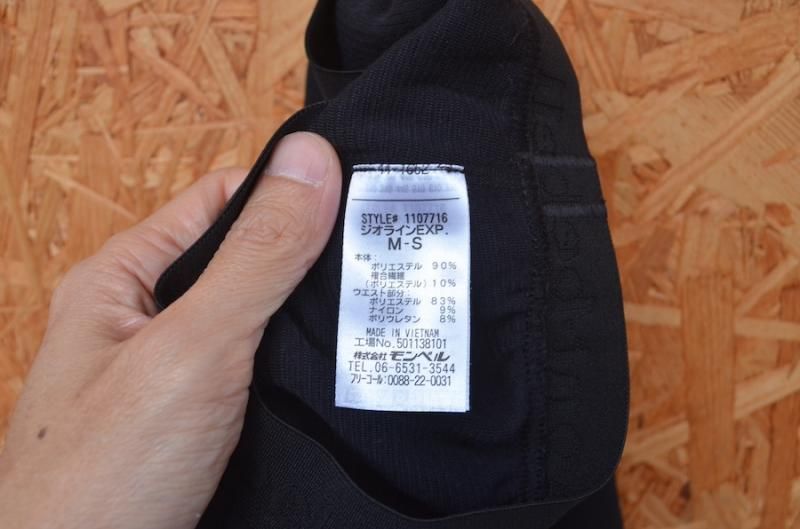 STYLE# 1107716
ジオラインEXP.
M-S
本体:
ポリエステル 90%
複合繊維
(ポリエステル)10%
ウエスト部分:
ポリエステル 83%
ナイロン 9%
ポリウレタン 8%
MADE IN VIETNAM
工場No.501138101
株式会社 モンベル
TEL.06-6531-3544
フリーコール:0088-22-0031